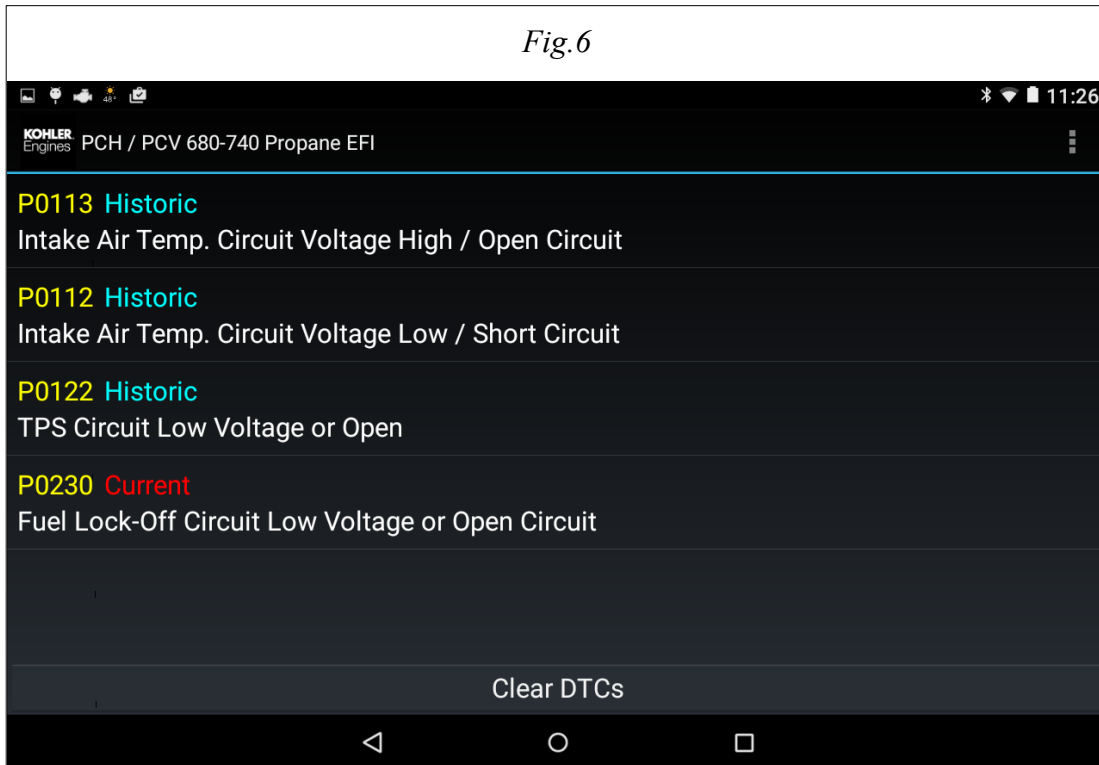 Fig.6
48°
11:26
KOHLER
Engines
PCH / PCV 680-740 Propane EFI
P0113 Historic
Intake Air Temp. Circuit Voltage High / Open Circuit
P0112 Historic
Intake Air Temp. Circuit Voltage Low / Short Circuit
P0122 Historic
TPS Circuit Low Voltage or Open
P0230 Current
Fuel Lock-Off Circuit Low Voltage or Open Circuit
Clear DTCs